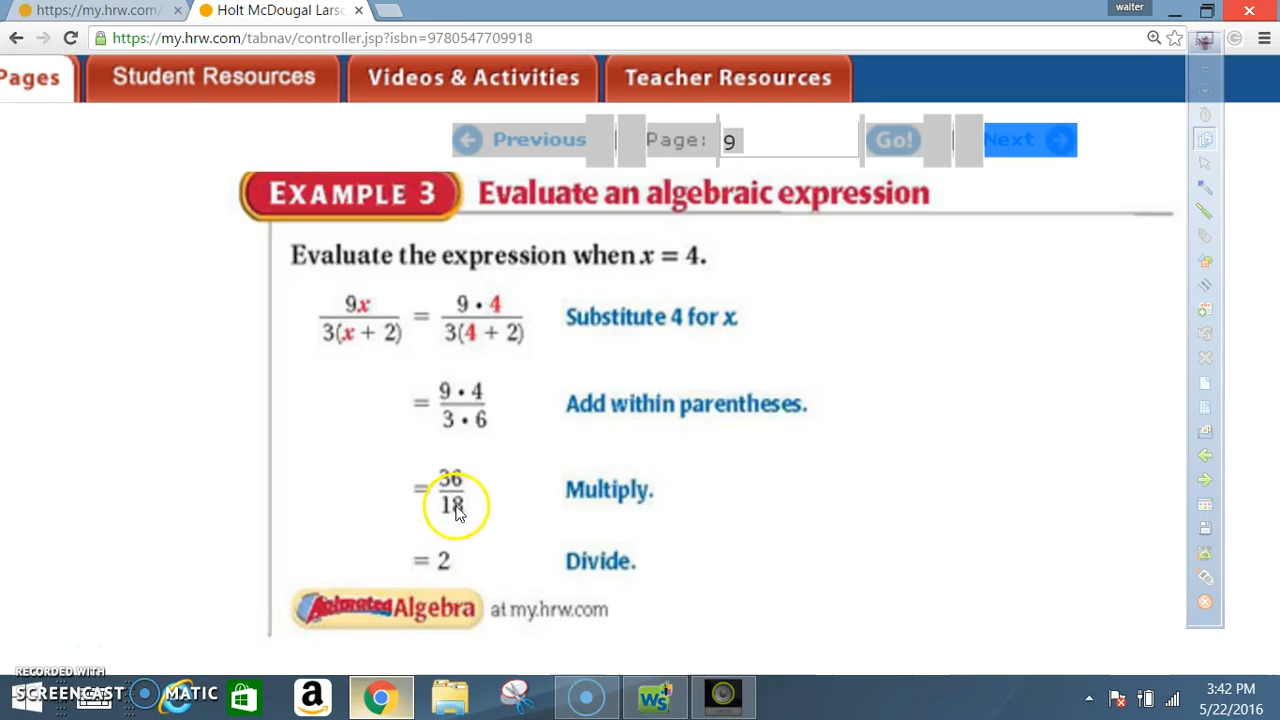 https://my.hrw.com/tabnav/
Holt McDougal Lars
walter
https://my.hrw.com/tabnav/controller.jsp?isbn=9780547709918
Pages
Student Resources
Videos & Activities
Teacher Resources
Previous
Page: 9
Go!
Next
EXAMPLE 3 Evaluate an algebraic expression
Evaluate the expression when x = 4.
9x / 3(x + 2) = 9 • 4 / 3(4 + 2) Substitute 4 for x.
= 9 • 4 / 3 • 6 Add within parentheses.
= 36 / 18 Multiply.
= 2 Divide.
Animated Algebra at my.hrw.com
RECORDED WITH
SCREENCAST MATIC
3:42 PM
5/22/2016